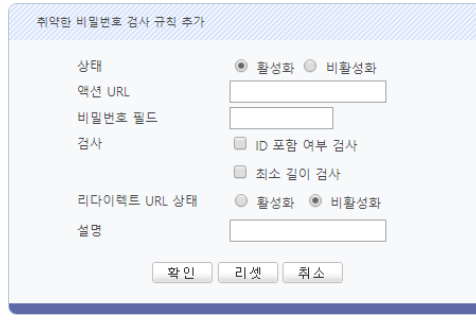 취약한 비밀번호 검사 규칙 추가
상태 활성화 비활성화
액션 URL
비밀번호 필드
검사 ID 포함 여부 검사
최소 길이 검사
리다이렉트 URL 상태 활성화 비활성화
설명
확인 리셋 취소